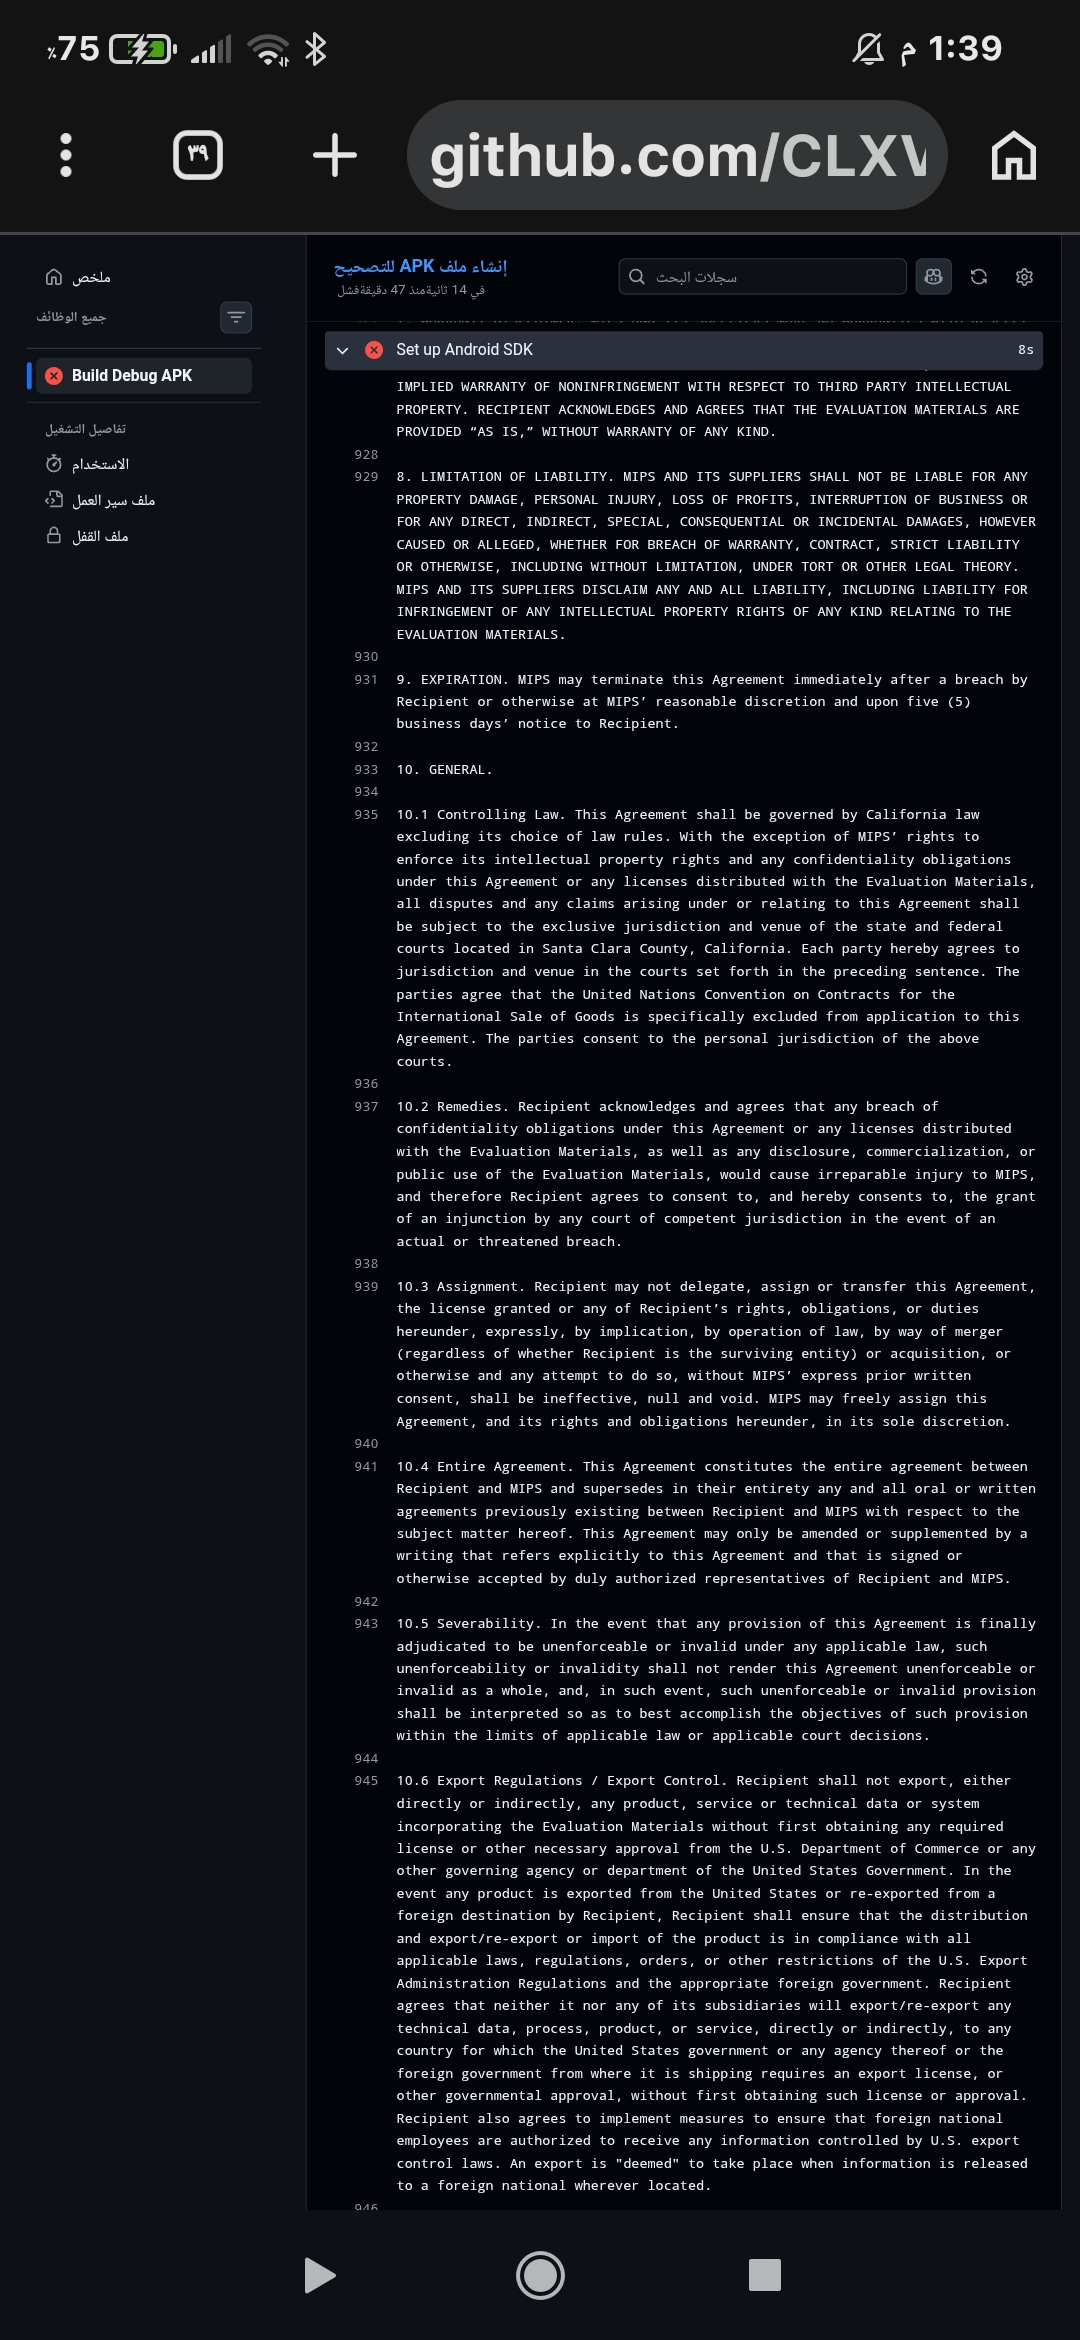 ٪75
1:39 م
٣٩
github.com/CLXV
ملخص
جميع الوظائف
Build Debug APK
تفاصيل التشغيل
الاستخدام
ملف سير العمل
ملف القفل
إنشاء ملف APK للتصحيح
فشل منذ 47 دقيقة في 14 ثانية
سجلات البحث
Set up Android SDK
8s
IMPLIED WARRANTY OF NONINFRINGEMENT WITH RESPECT TO THIRD PARTY INTELLECTUAL
PROPERTY. RECIPIENT ACKNOWLEDGES AND AGREES THAT THE EVALUATION MATERIALS ARE
PROVIDED “AS IS,” WITHOUT WARRANTY OF ANY KIND.
928
929 8. LIMITATION OF LIABILITY. MIPS AND ITS SUPPLIERS SHALL NOT BE LIABLE FOR ANY
PROPERTY DAMAGE, PERSONAL INJURY, LOSS OF PROFITS, INTERRUPTION OF BUSINESS OR
FOR ANY DIRECT, INDIRECT, SPECIAL, CONSEQUENTIAL OR INCIDENTAL DAMAGES, HOWEVER
CAUSED OR ALLEGED, WHETHER FOR BREACH OF WARRANTY, CONTRACT, STRICT LIABILITY
OR OTHERWISE, INCLUDING WITHOUT LIMITATION, UNDER TORT OR OTHER LEGAL THEORY.
MIPS AND ITS SUPPLIERS DISCLAIM ANY AND ALL LIABILITY, INCLUDING LIABILITY FOR
INFRINGEMENT OF ANY INTELLECTUAL PROPERTY RIGHTS OF ANY KIND RELATING TO THE
EVALUATION MATERIALS.
930
931 9. EXPIRATION. MIPS may terminate this Agreement immediately after a breach by
Recipient or otherwise at MIPS’ reasonable discretion and upon five (5)
business days’ notice to Recipient.
932
933 10. GENERAL.
934
935 10.1 Controlling Law. This Agreement shall be governed by California law
excluding its choice of law rules. With the exception of MIPS’ rights to
enforce its intellectual property rights and any confidentiality obligations
under this Agreement or any licenses distributed with the Evaluation Materials,
all disputes and any claims arising under or relating to this Agreement shall
be subject to the exclusive jurisdiction and venue of the state and federal
courts located in Santa Clara County, California. Each party hereby agrees to
jurisdiction and venue in the courts set forth in the preceding sentence. The
parties agree that the United Nations Convention on Contracts for the
International Sale of Goods is specifically excluded from application to this
Agreement. The parties consent to the personal jurisdiction of the above
courts.
936
937 10.2 Remedies. Recipient acknowledges and agrees that any breach of
confidentiality obligations under this Agreement or any licenses distributed
with the Evaluation Materials, as well as any disclosure, commercialization, or
public use of the Evaluation Materials, would cause irreparable injury to MIPS,
and therefore Recipient agrees to consent to, and hereby consents to, the grant
of an injunction by any court of competent jurisdiction in the event of an
actual or threatened breach.
938
939 10.3 Assignment. Recipient may not delegate, assign or transfer this Agreement,
the license granted or any of Recipient’s rights, obligations, or duties
hereunder, expressly, by implication, by operation of law, by way of merger
(regardless of whether Recipient is the surviving entity) or acquisition, or
otherwise and any attempt to do so, without MIPS’ express prior written
consent, shall be ineffective, null and void. MIPS may freely assign this
Agreement, and its rights and obligations hereunder, in its sole discretion.
940
941 10.4 Entire Agreement. This Agreement constitutes the entire agreement between
Recipient and MIPS and supersedes in their entirety any and all oral or written
agreements previously existing between Recipient and MIPS with respect to the
subject matter hereof. This Agreement may only be amended or supplemented by a
writing that refers explicitly to this Agreement and that is signed or
otherwise accepted by duly authorized representatives of Recipient and MIPS.
942
943 10.5 Severability. In the event that any provision of this Agreement is finally
adjudicated to be unenforceable or invalid under any applicable law, such
unenforceability or invalidity shall not render this Agreement unenforceable or
invalid as a whole, and, in such event, such unenforceable or invalid provision
shall be interpreted so as to best accomplish the objectives of such provision
within the limits of applicable law or applicable court decisions.
944
945 10.6 Export Regulations / Export Control. Recipient shall not export, either
directly or indirectly, any product, service or technical data or system
incorporating the Evaluation Materials without first obtaining any required
license or other necessary approval from the U.S. Department of Commerce or any
other governing agency or department of the United States Government. In the
event any product is exported from the United States or re-exported from a
foreign destination by Recipient, Recipient shall ensure that the distribution
and export/re-export or import of the product is in compliance with all
applicable laws, regulations, orders, or other restrictions of the U.S. Export
Administration Regulations and the appropriate foreign government. Recipient
agrees that neither it nor any of its subsidiaries will export/re-export any
technical data, process, product, or service, directly or indirectly, to any
country for which the United States government or any agency thereof or the
foreign government from where it is shipping requires an export license, or
other governmental approval, without first obtaining such license or approval.
Recipient also agrees to implement measures to ensure that foreign national
employees are authorized to receive any information controlled by U.S. export
control laws. An export is "deemed" to take place when information is released
to a foreign national wherever located.
946